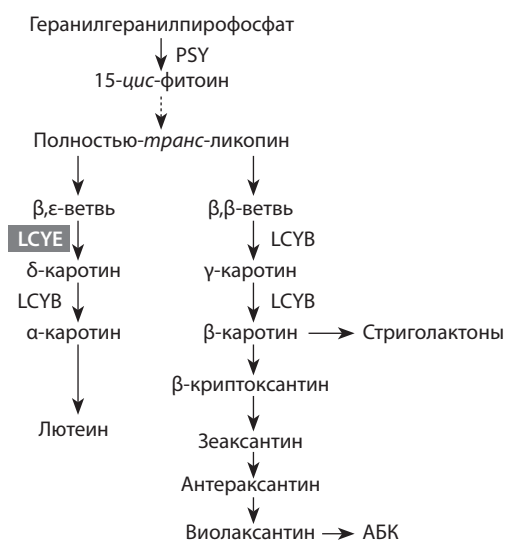 Геранилгеранилпирофосфат
PSY
15-цис-фитоин
Полностью-транс-ликопин
β,ε-ветвь
β,β-ветвь
LCYE
LCYB
δ-каротин
γ-каротин
LCYB
LCYB
α-каротин
β-каротин
Стриголактоны
β-криптоксантин
Лютеин
Зеаксантин
Антераксантин
Виолаксантин
АБК